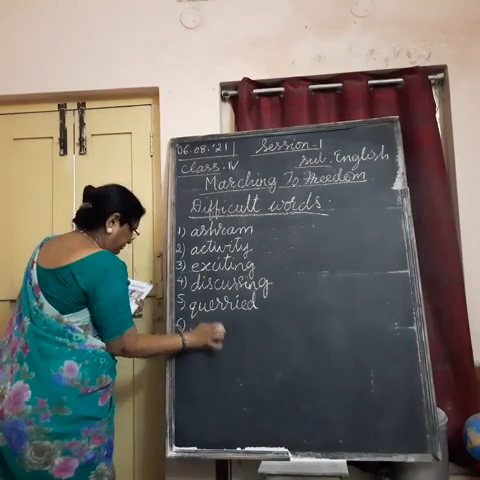 06.08.'21 Session-1
Class: IV Sub: English
Marching To Freedom
Difficult words:
1) ashram
2) activity
3) exciting
4) discussing
5 querried
6)